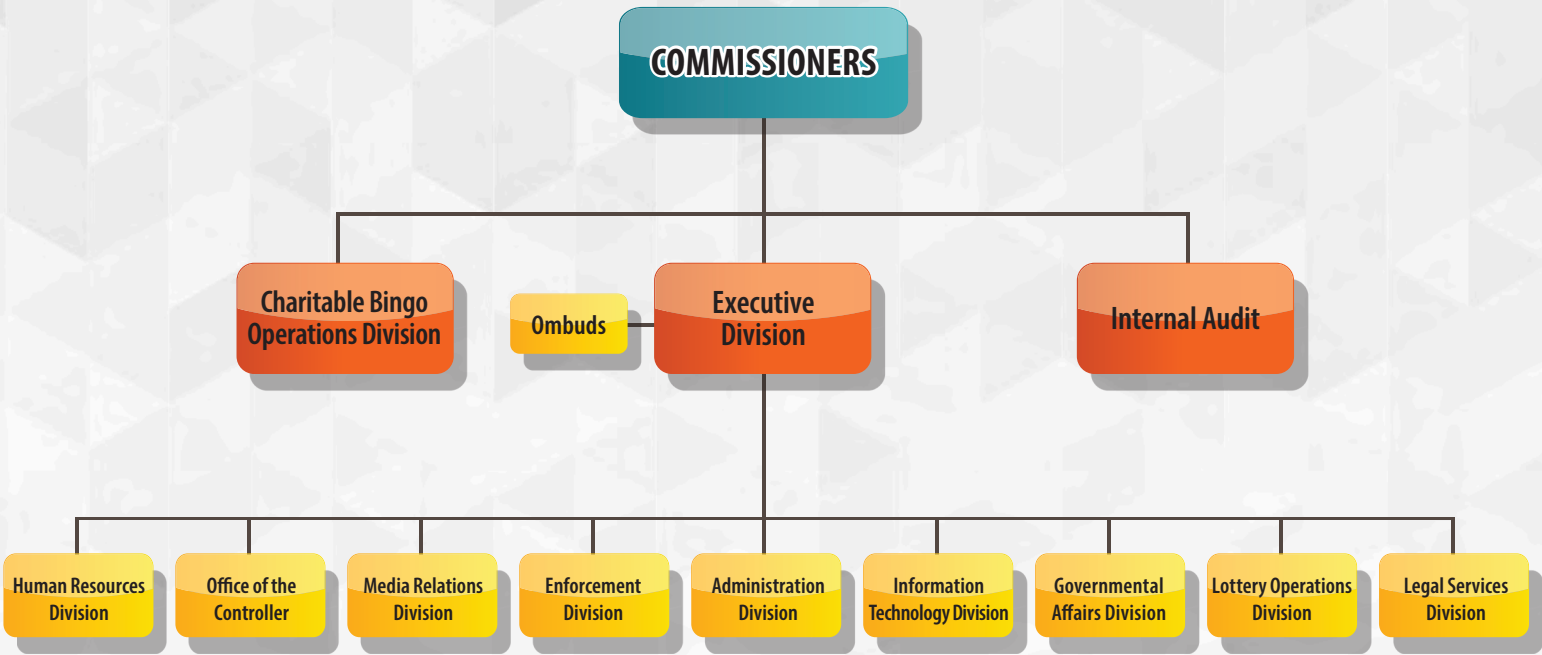 COMMISSIONERS
Charitable Bingo
Operations Division
Ombuds
Executive
Division
Internal Audit
Human Resources
Division
Office of the
Controller
Media Relations
Division
Enforcement
Division
Administration
Division
Information
Technology Division
Governmental
Affairs Division
Lottery Operations
Division
Legal Services
Division